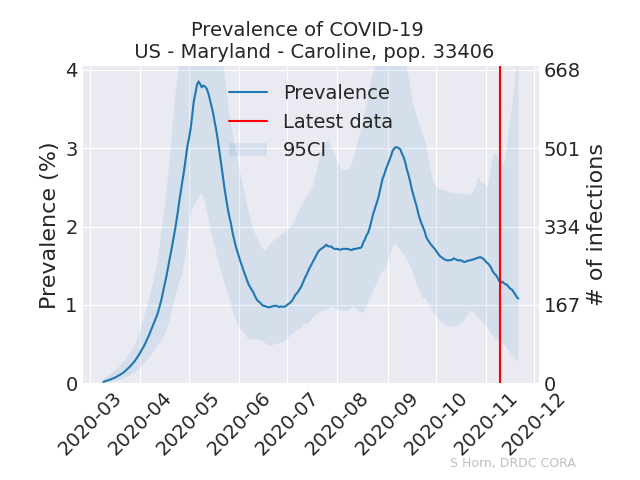 Prevalence of COVID-19
US - Maryland - Caroline, pop. 33406
Prevalence
Latest data
95CI
Prevalence (%)
4
3
2
1
0
668
501
334
167
0
# of infections
2020-03
2020-04
2020-05
2020-06
2020-07
2020-08
2020-09
2020-10
2020-11
2020-12
S Horn, DRDC CORA